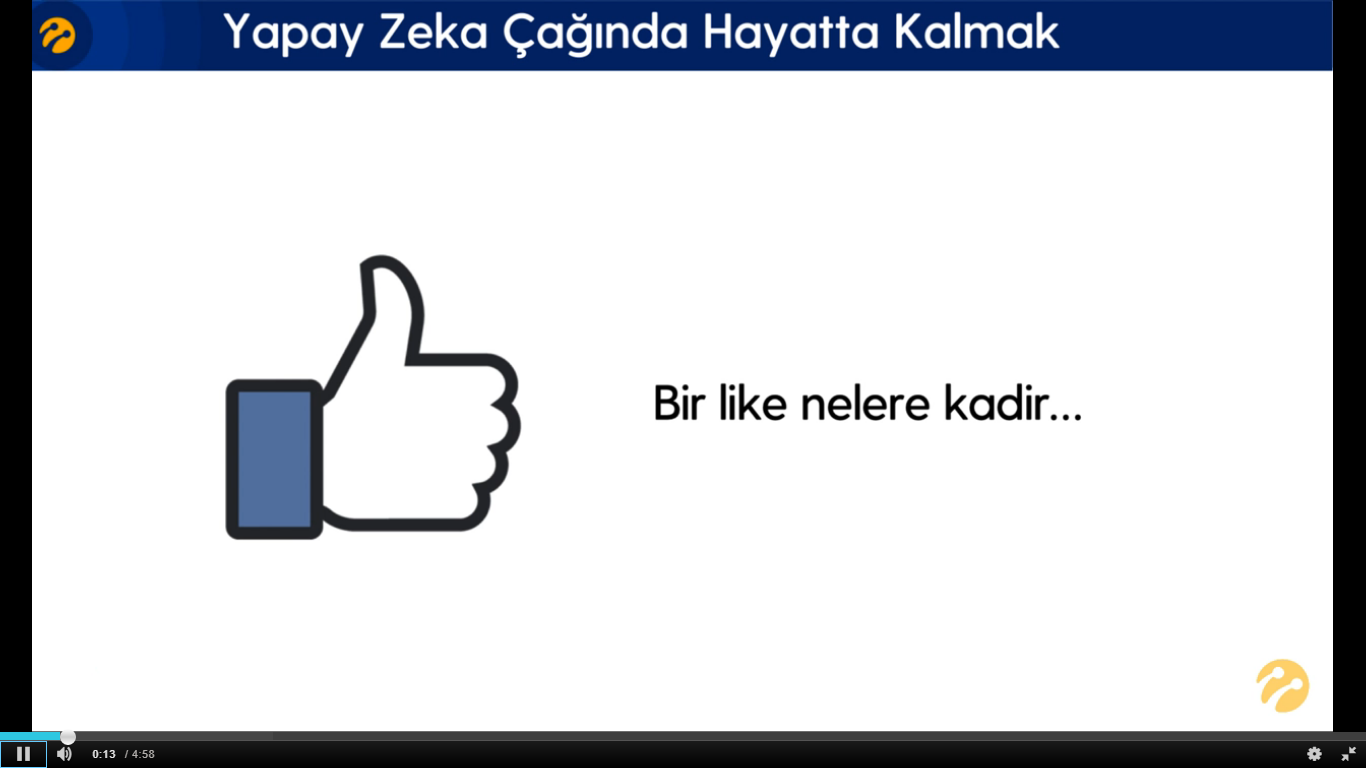 Yapay Zeka Çağında Hayatta Kalmak
Bir like nelere kadir...
0:13 / 4:58